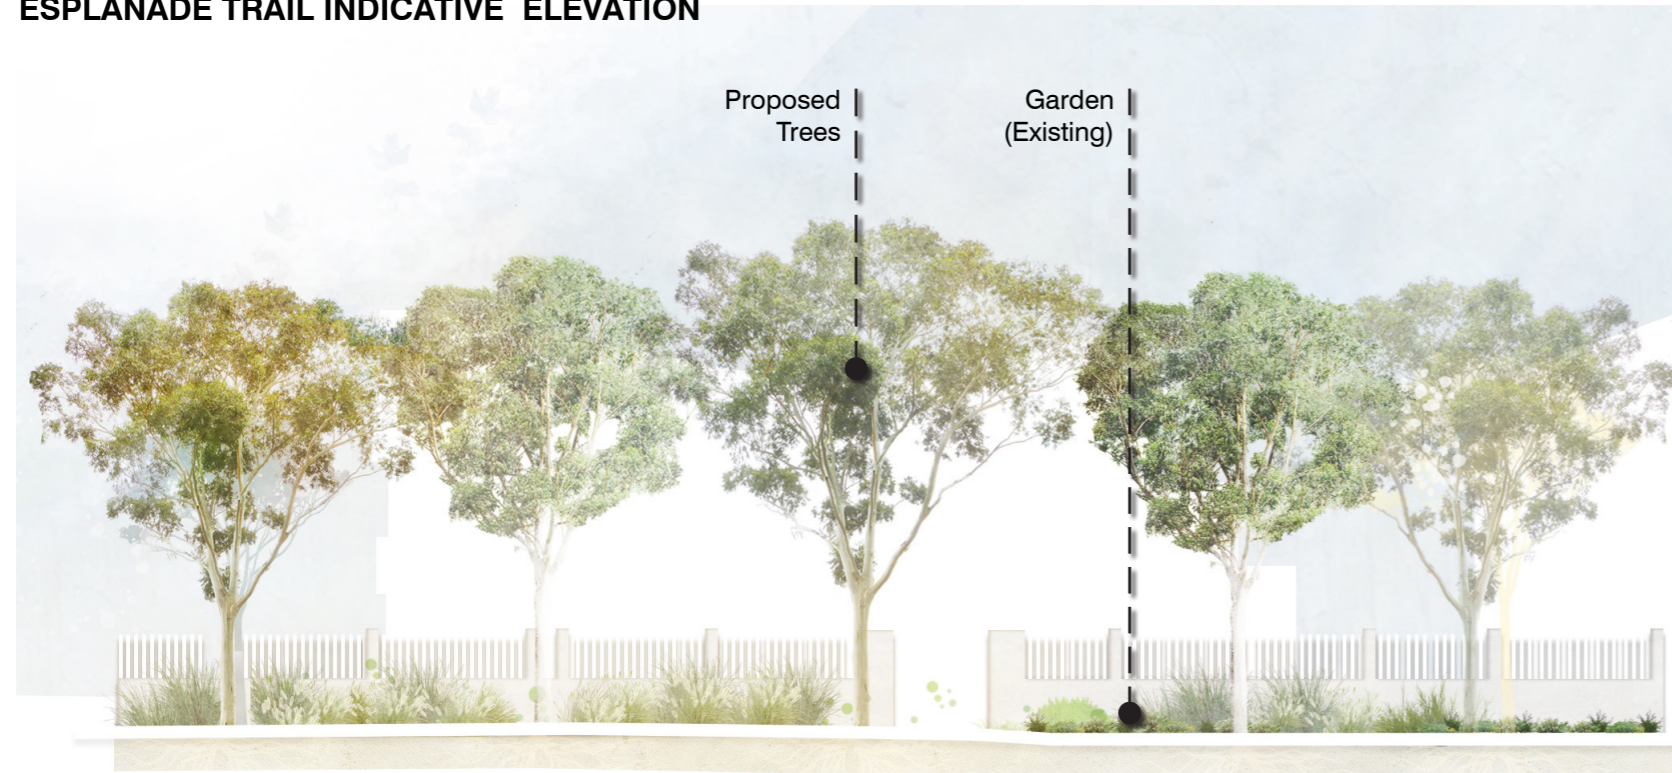 ESPLANADE TRAIL INDICATIVE ELEVATION
Proposed
Trees
Garden
(Existing)